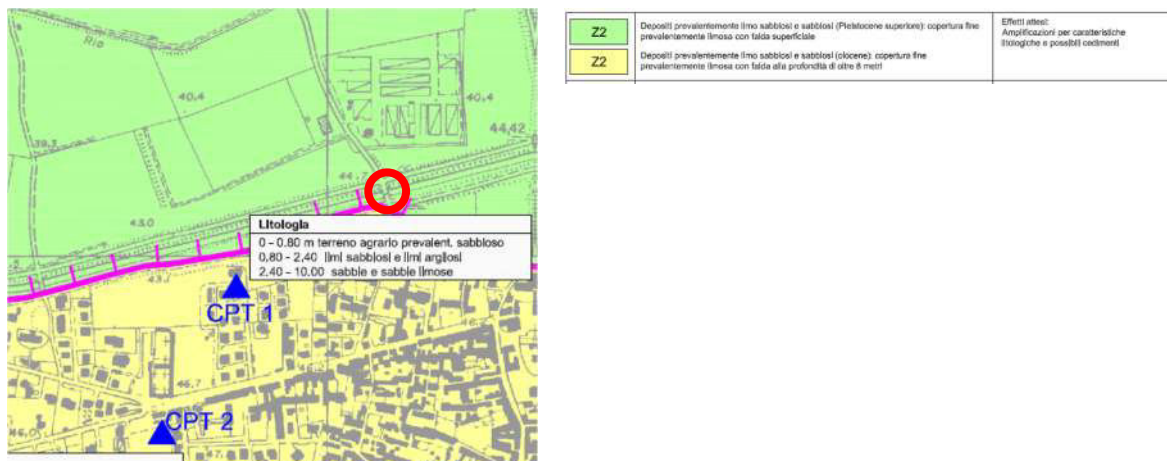 Rio
40.4
40.4
39.3
44,42
44.7
43.0
Litologia
0 - 0.80 m terreno agrario prevalent. sabbioso
0,80 - 2,40 limi sabbiosi e limi argilosi
2,40 - 10.00 sabbie e sabbie limose
43.1
CPT 1
46.2
46.7
CPT 2
46.0
47.
Z2
Depositi prevalentemente limo sabbiosi e sabbiosi (Pleistocene superiore): copertura fine
prevalentemente limosa con falda superficiale
Z2
Depositi prevalentemente limo sabbiosi e sabbiosi (olocene): copertura fine
prevalentemente limosa con falda alla profondità di oltre 8 metri
Effetti attesi:
Amplificazioni per caratteristiche
litologiche e possibili cedimenti